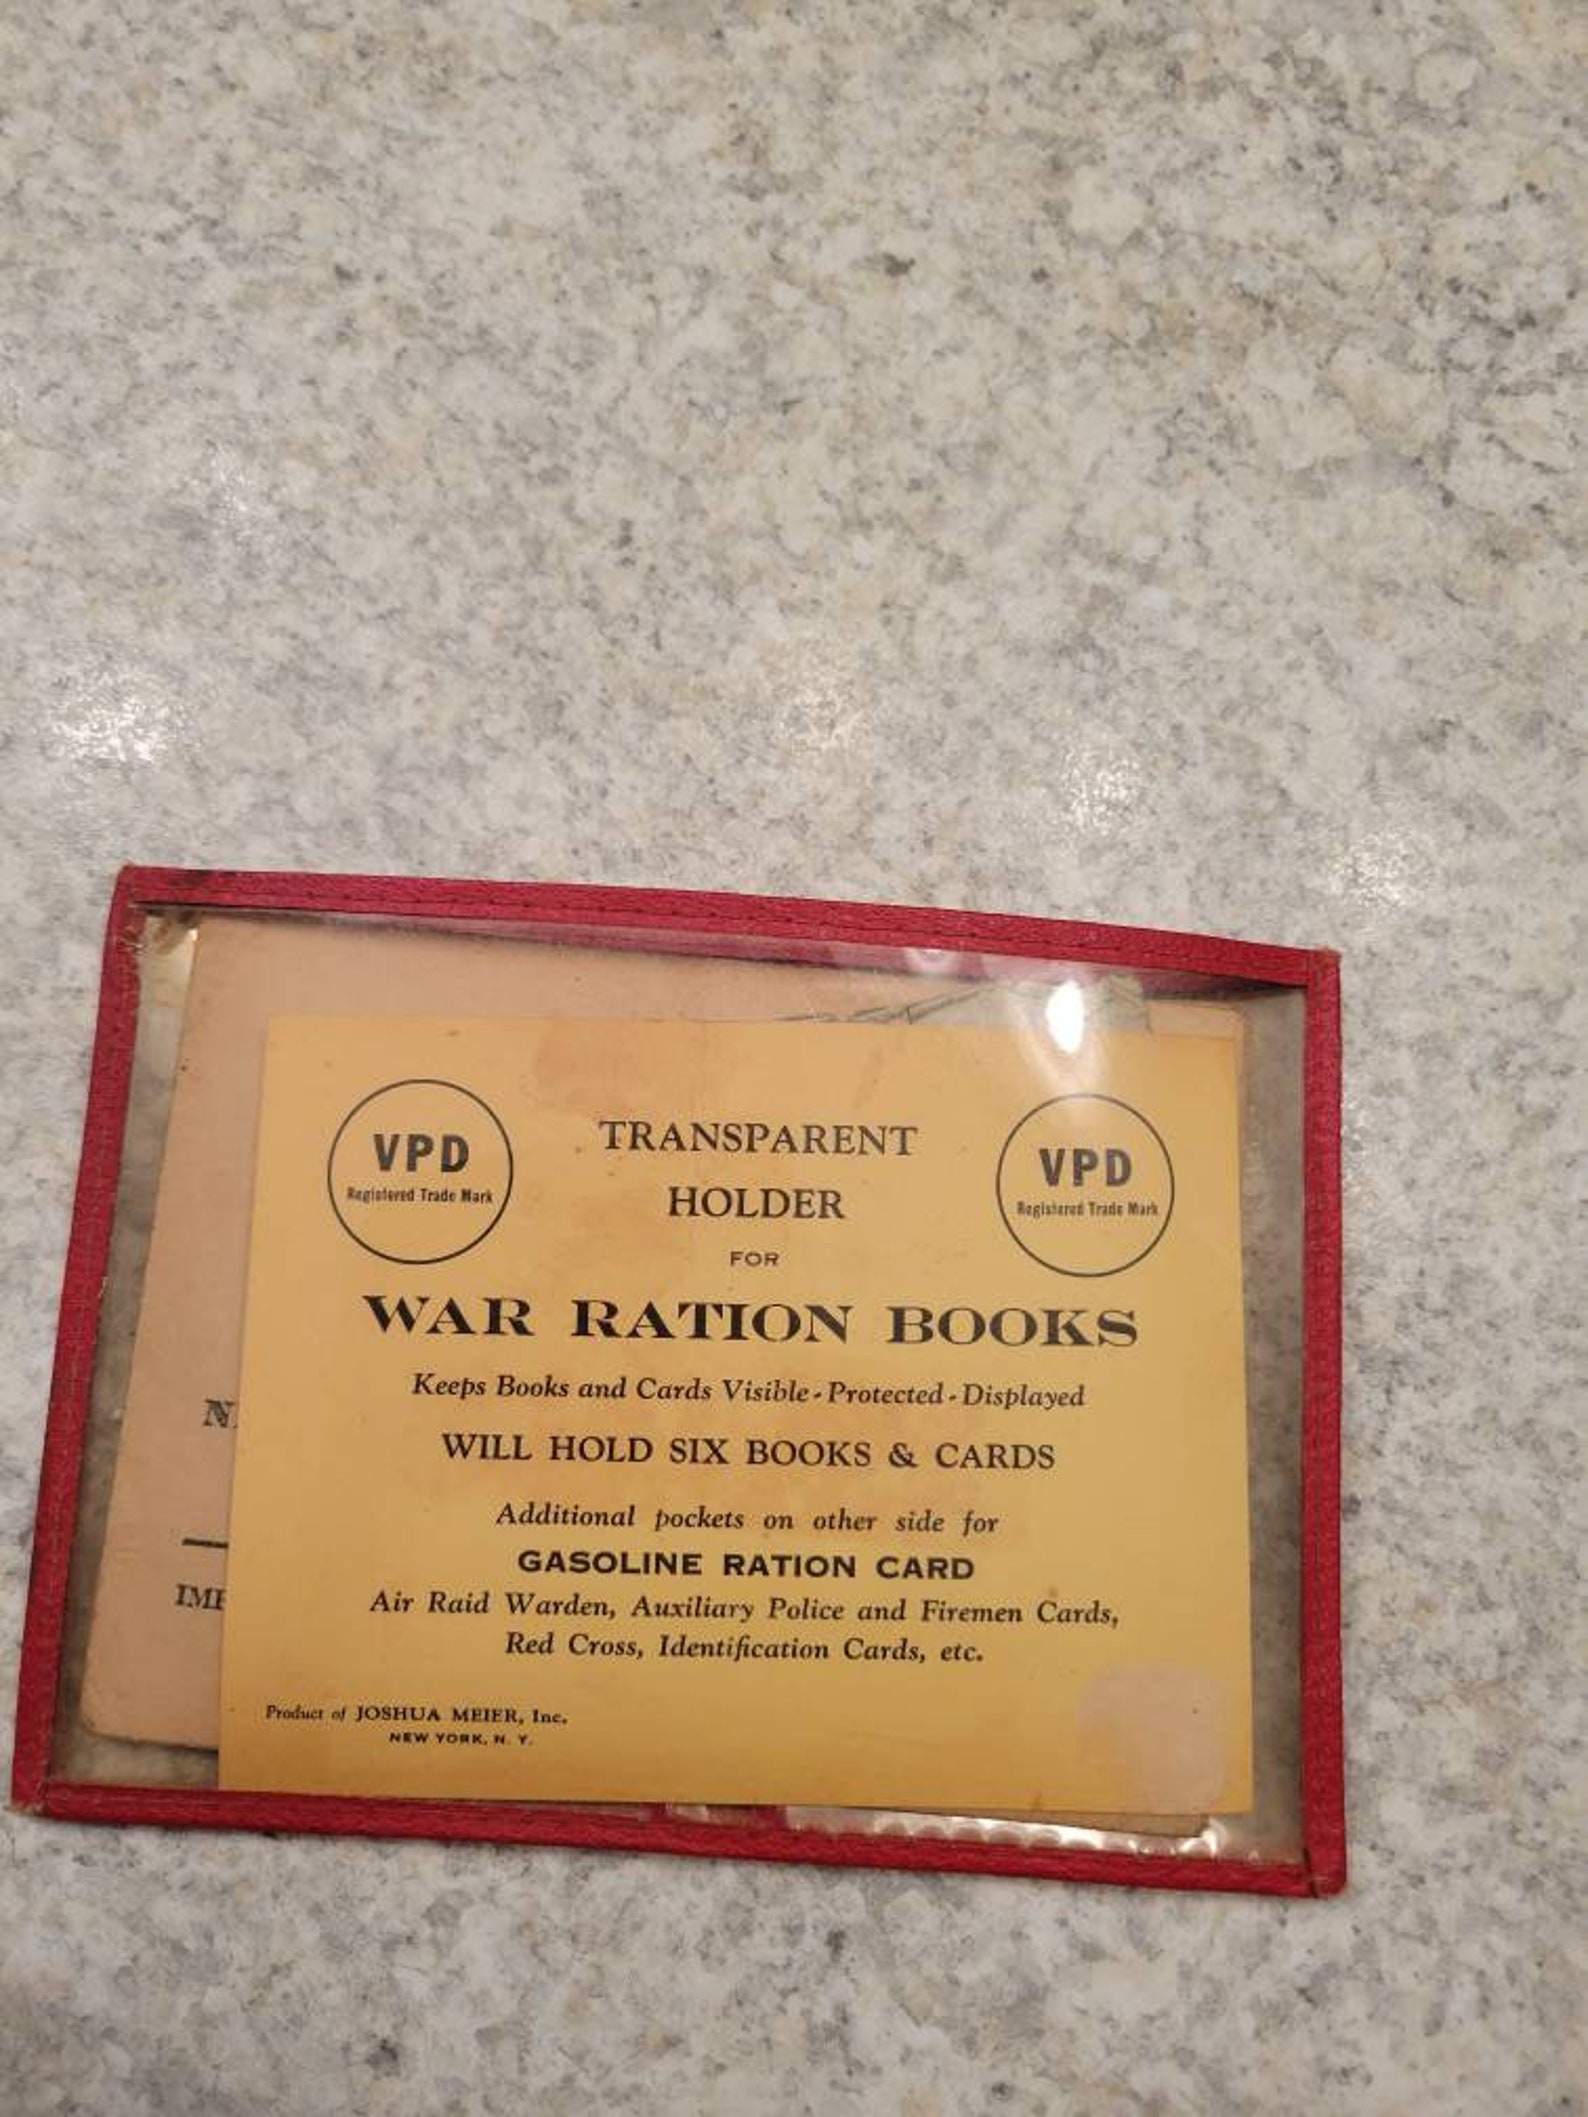 VPD
Registered Trade Mark
TRANSPARENT
HOLDER
FOR
VPD
Registered Trade Mark
WAR RATION BOOKS
Keeps Books and Cards Visible - Protected - Displayed
WILL HOLD SIX BOOKS & CARDS
Additional pockets on other side for
GASOLINE RATION CARD
Air Raid Warden, Auxiliary Police and Firemen Cards,
Red Cross, Identification Cards, etc.
Product of JOSHUA MEIER, Inc.
NEW YORK, N. Y.